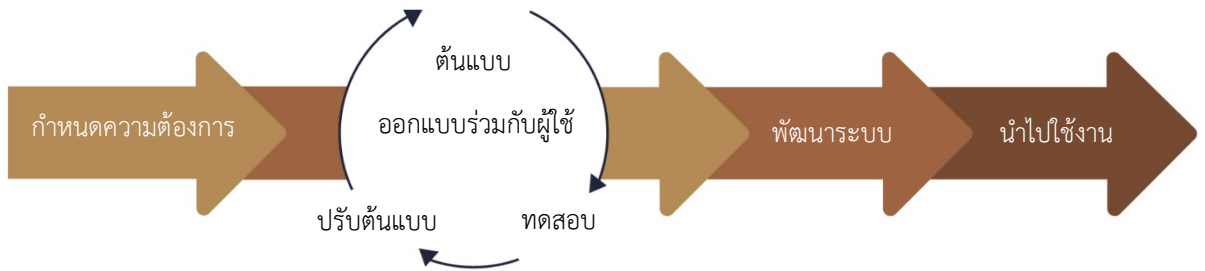 กำหนดความต้องการ
ต้นแบบ
ออกแบบร่วมกับผู้ใช้
ทดสอบ
ปรับต้นแบบ
พัฒนาระบบ
นำไปใช้งาน